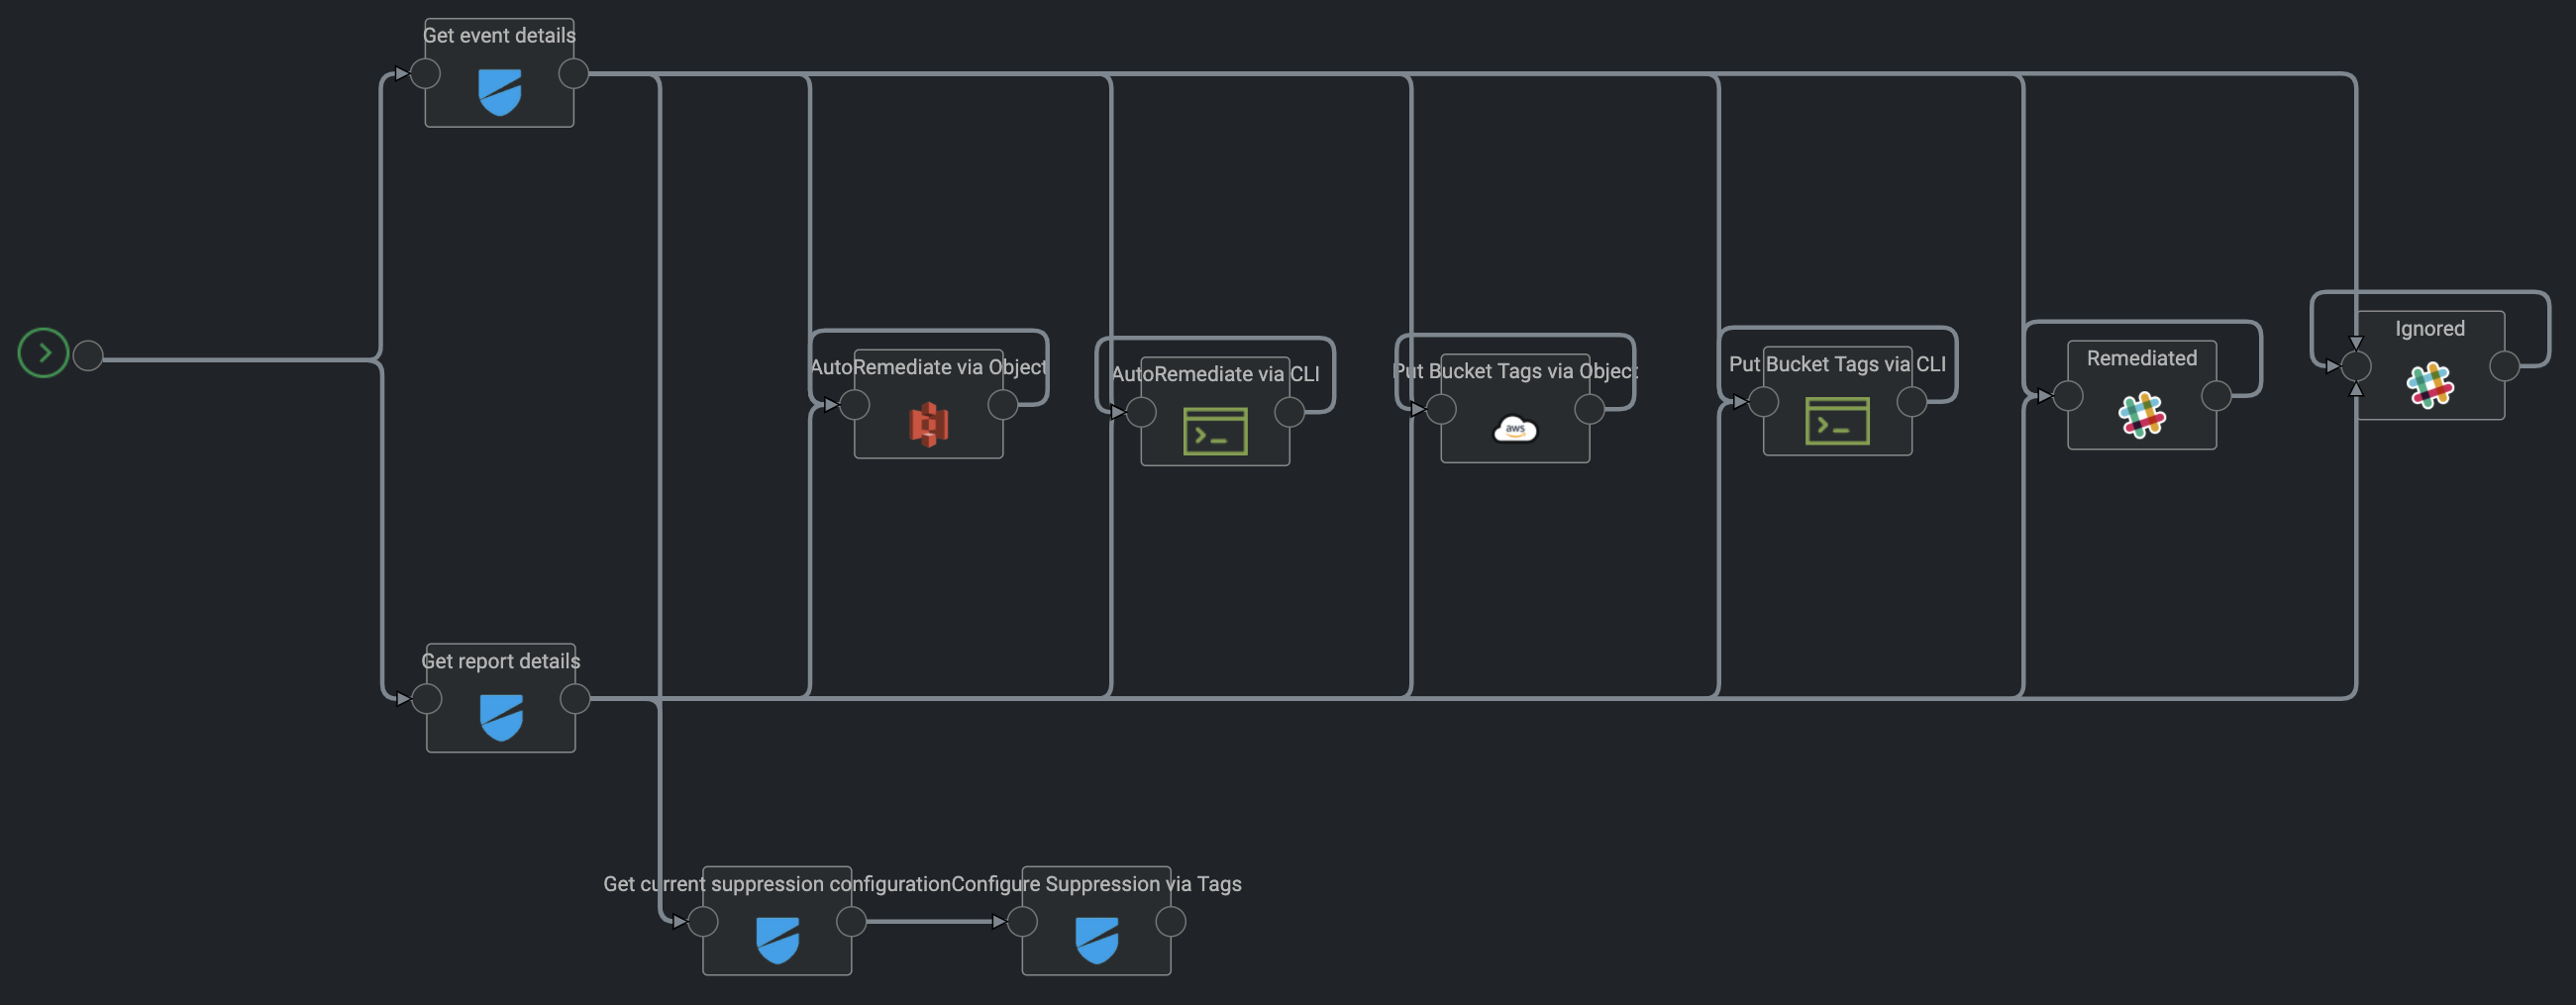 Get event details
AutoRemediate via Object
AutoRemediate via CLI
Put Bucket Tags via Object
aws
Put Bucket Tags via CLI
Remediated
Ignored
Get report details
Get current suppression configuration
Configure Suppression via Tags